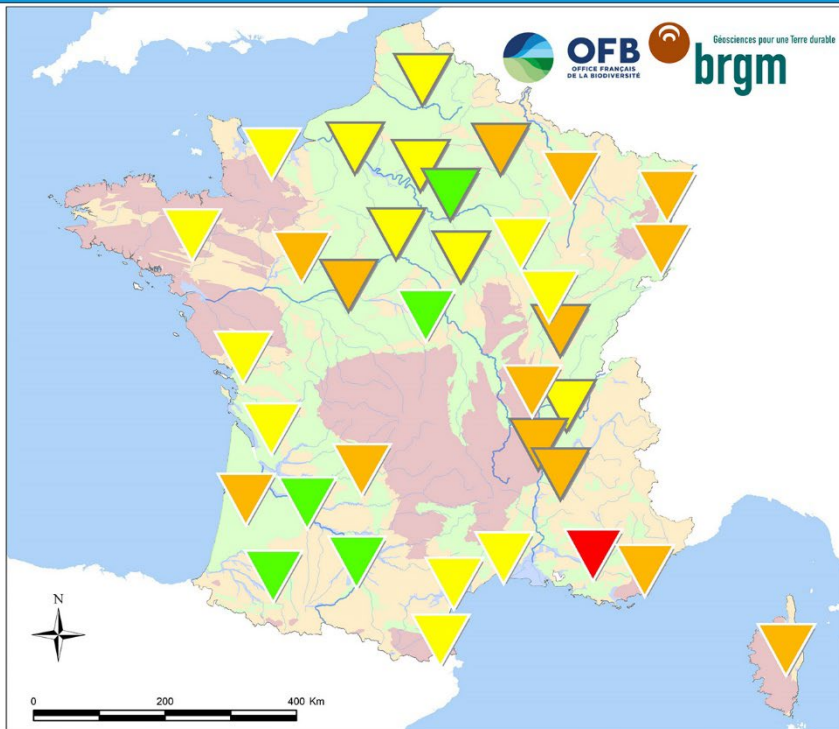 OFB
OFFICE FRANÇAIS
DE LA BIODIVERSITÉ
Géosciences pour une Terre durable
brgm
N
0 200 400 Km